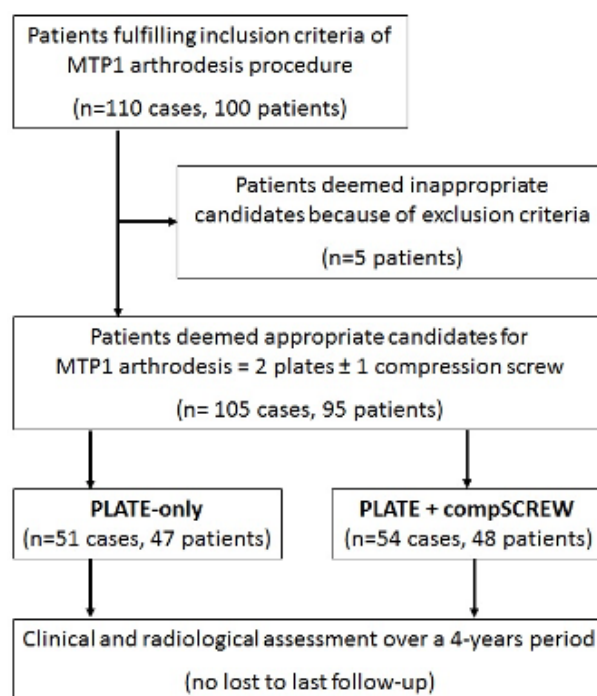 Patients fulfilling inclusion criteria of
MTP1 arthrodesis procedure
(n=110 cases, 100 patients)
Patients deemed inappropriate
candidates because of exclusion criteria
(n=5 patients)
Patients deemed appropriate candidates for
MTP1 arthrodesis = 2 plates ± 1 compression screw
(n= 105 cases, 95 patients)
PLATE-only
(n=51 cases, 47 patients)
PLATE + compSCREW
(n=54 cases, 48 patients)
Clinical and radiological assessment over a 4-years period
(no lost to last follow-up)